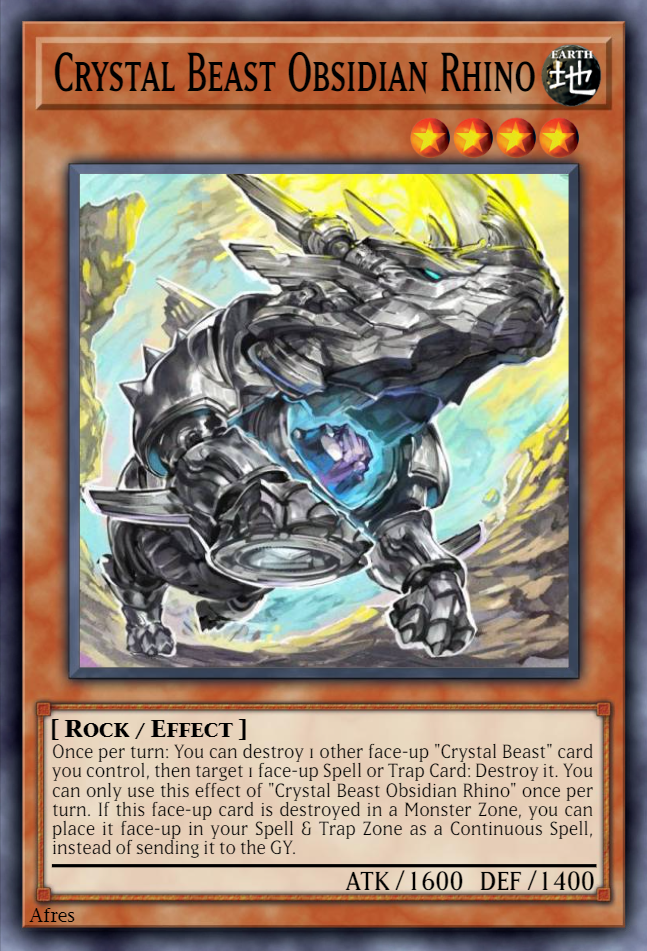 Crystal Beast Obsidian Rhino
EARTH
地
[ Rock / Effect ]
Once per turn: You can destroy 1 other face-up "Crystal Beast" card
you control, then target 1 face-up Spell or Trap Card: Destroy it. You
can only use this effect of "Crystal Beast Obsidian Rhino" once per
turn. If this face-up card is destroyed in a Monster Zone, you can
place it face-up in your Spell & Trap Zone as a Continuous Spell,
instead of sending it to the GY.
ATK / 1600 DEF / 1400
Afres